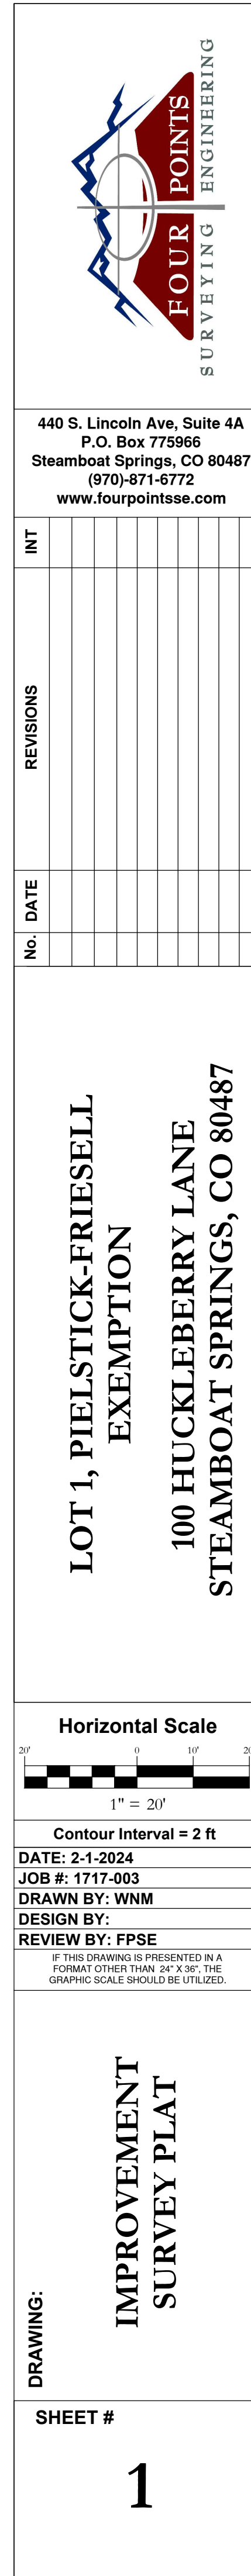 FOUR POINTS
SURVEYING ENGINEERING
440 S. Lincoln Ave, Suite 4A
P.O. Box 775966
Steamboat Springs, CO 80487
(970)-871-6772
www.fourpointsse.com
No. DATE REVISIONS INT
LOT 1, PIELSTICK-FRIESELL
EXEMPTION
100 HUCKLEBERRY LANE
STEAMBOAT SPRINGS, CO 80487
Horizontal Scale
20' 0 10' 20
1" = 20'
Contour Interval = 2 ft
DATE: 2-1-2024
JOB #: 1717-003
DRAWN BY: WNM
DESIGN BY:
REVIEW BY: FPSE
IF THIS DRAWING IS PRESENTED IN A
FORMAT OTHER THAN 24" X 36", THE
GRAPHIC SCALE SHOULD BE UTILIZED.
DRAWING:
IMPROVEMENT
SURVEY PLAT
SHEET #
1